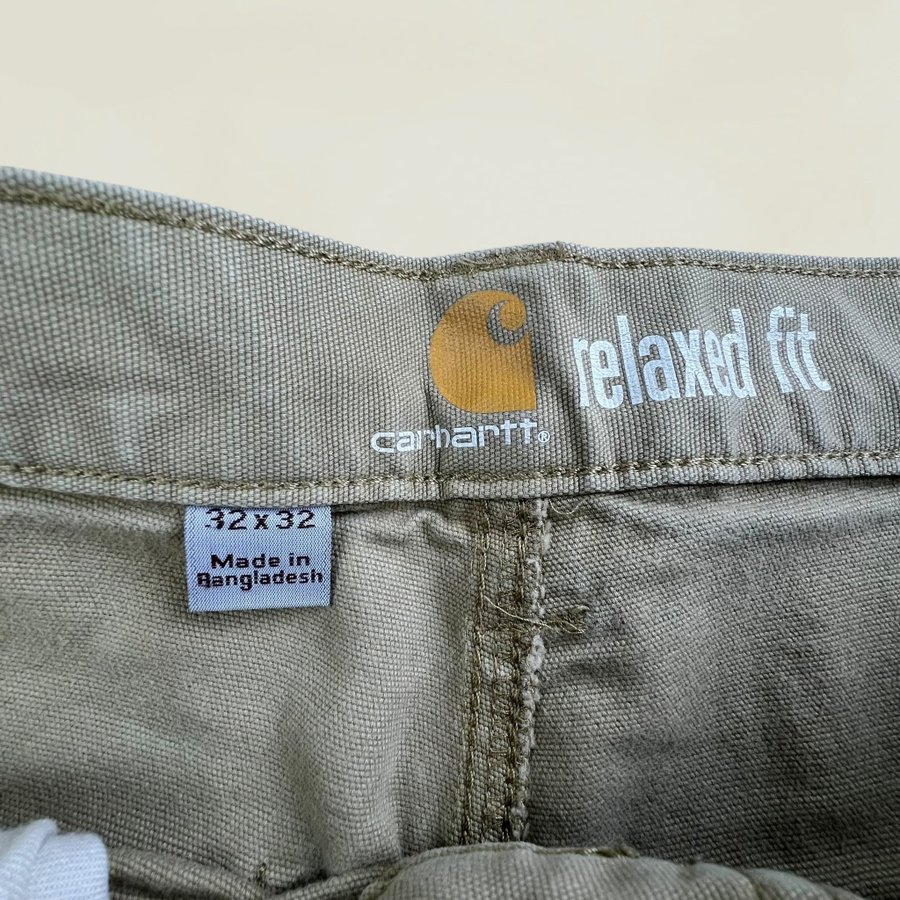 carhartt®
relaxed fit
32 x 32
Made in
Bangladesh